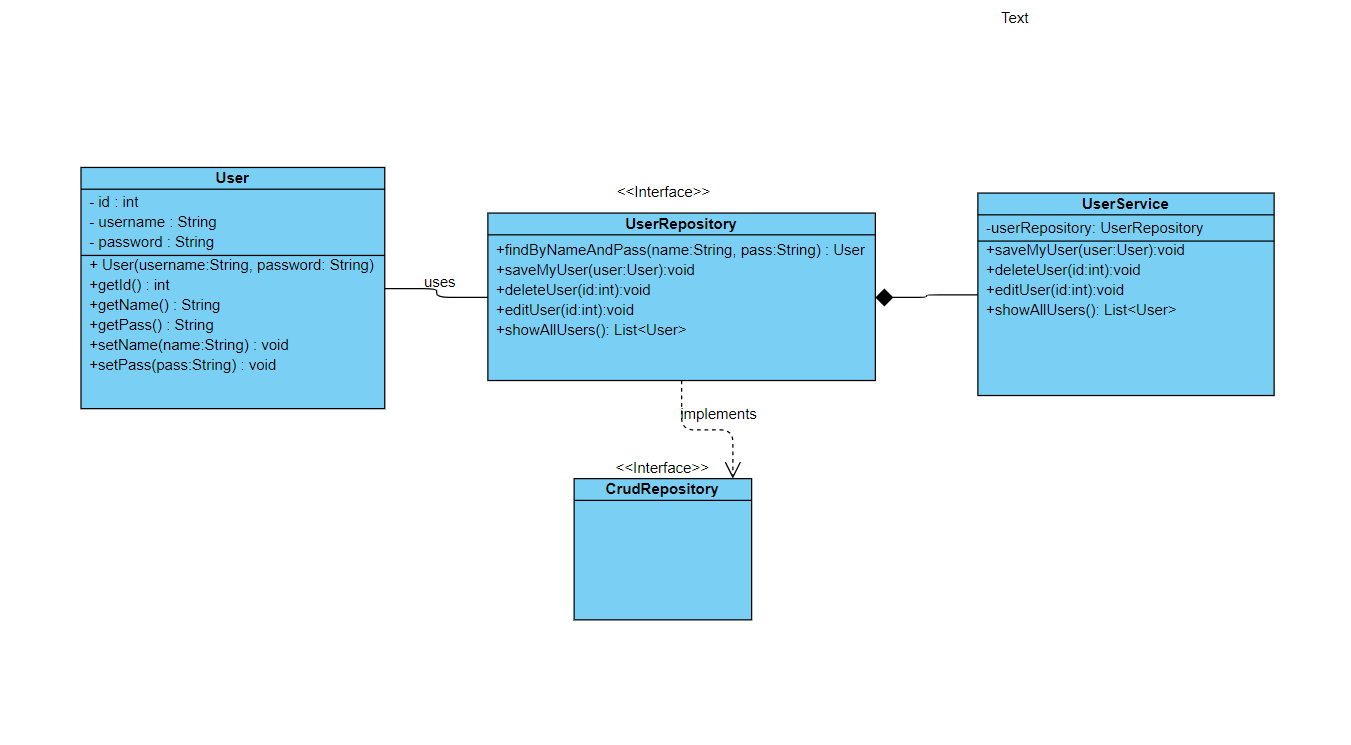 Text
User
- id : int
- username : String
- password : String
+ User(username:String, password: String)
+getId() : int
+getName() : String
+getPass() : String
+setName(name:String) : void
+setPass(pass:String) : void
uses
<<Interface>>
UserRepository
+findByNameAndPass(name:String, pass:String) : User
+saveMyUser(user:User):void
+deleteUser(id:int):void
+editUser(id:int):void
+showAllUsers(): List<User>
implements
<<Interface>>
CrudRepository
UserService
-userRepository: UserRepository
+saveMyUser(user:User):void
+deleteUser(id:int):void
+editUser(id:int):void
+showAllUsers(): List<User>